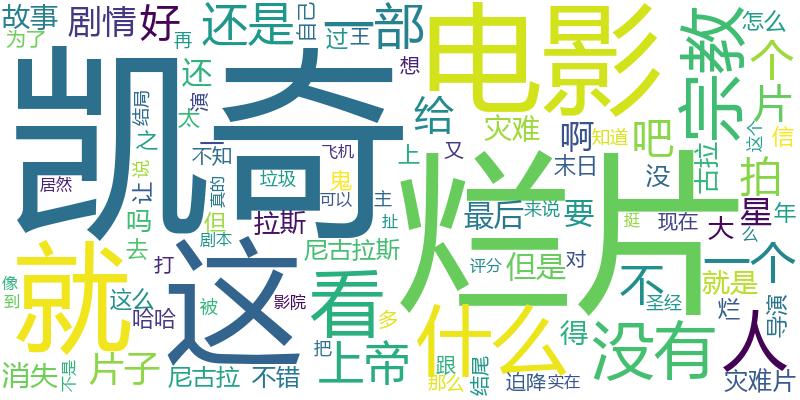 故事
剧情
好
还是
自己
一部
电影
宗教
个
怎么
为了
再
过
王
片
凯奇
还
想
给
灾难
啊
知道
信
结局
演
太
之
一
不知
飞机
上
又
末日
吧
没
古拉
拍
这个
坑
居然
让
真的
垃圾
鬼
可以
主
烂片
星
年
吗
但
拉斯
扯
最后
来说
要
挺
现在
大
么
去
剧本
尼古拉斯
就
这
打
看
评分
但是
对
不
一个
就是
圣经
像
到
这么
被
影院
多
什么
得
没有
烂
导演
人
哈哈
把
上帝
跟
消失
不是
片子
尼古拉
不错
那么
结尾
迫降
实在
灾难片